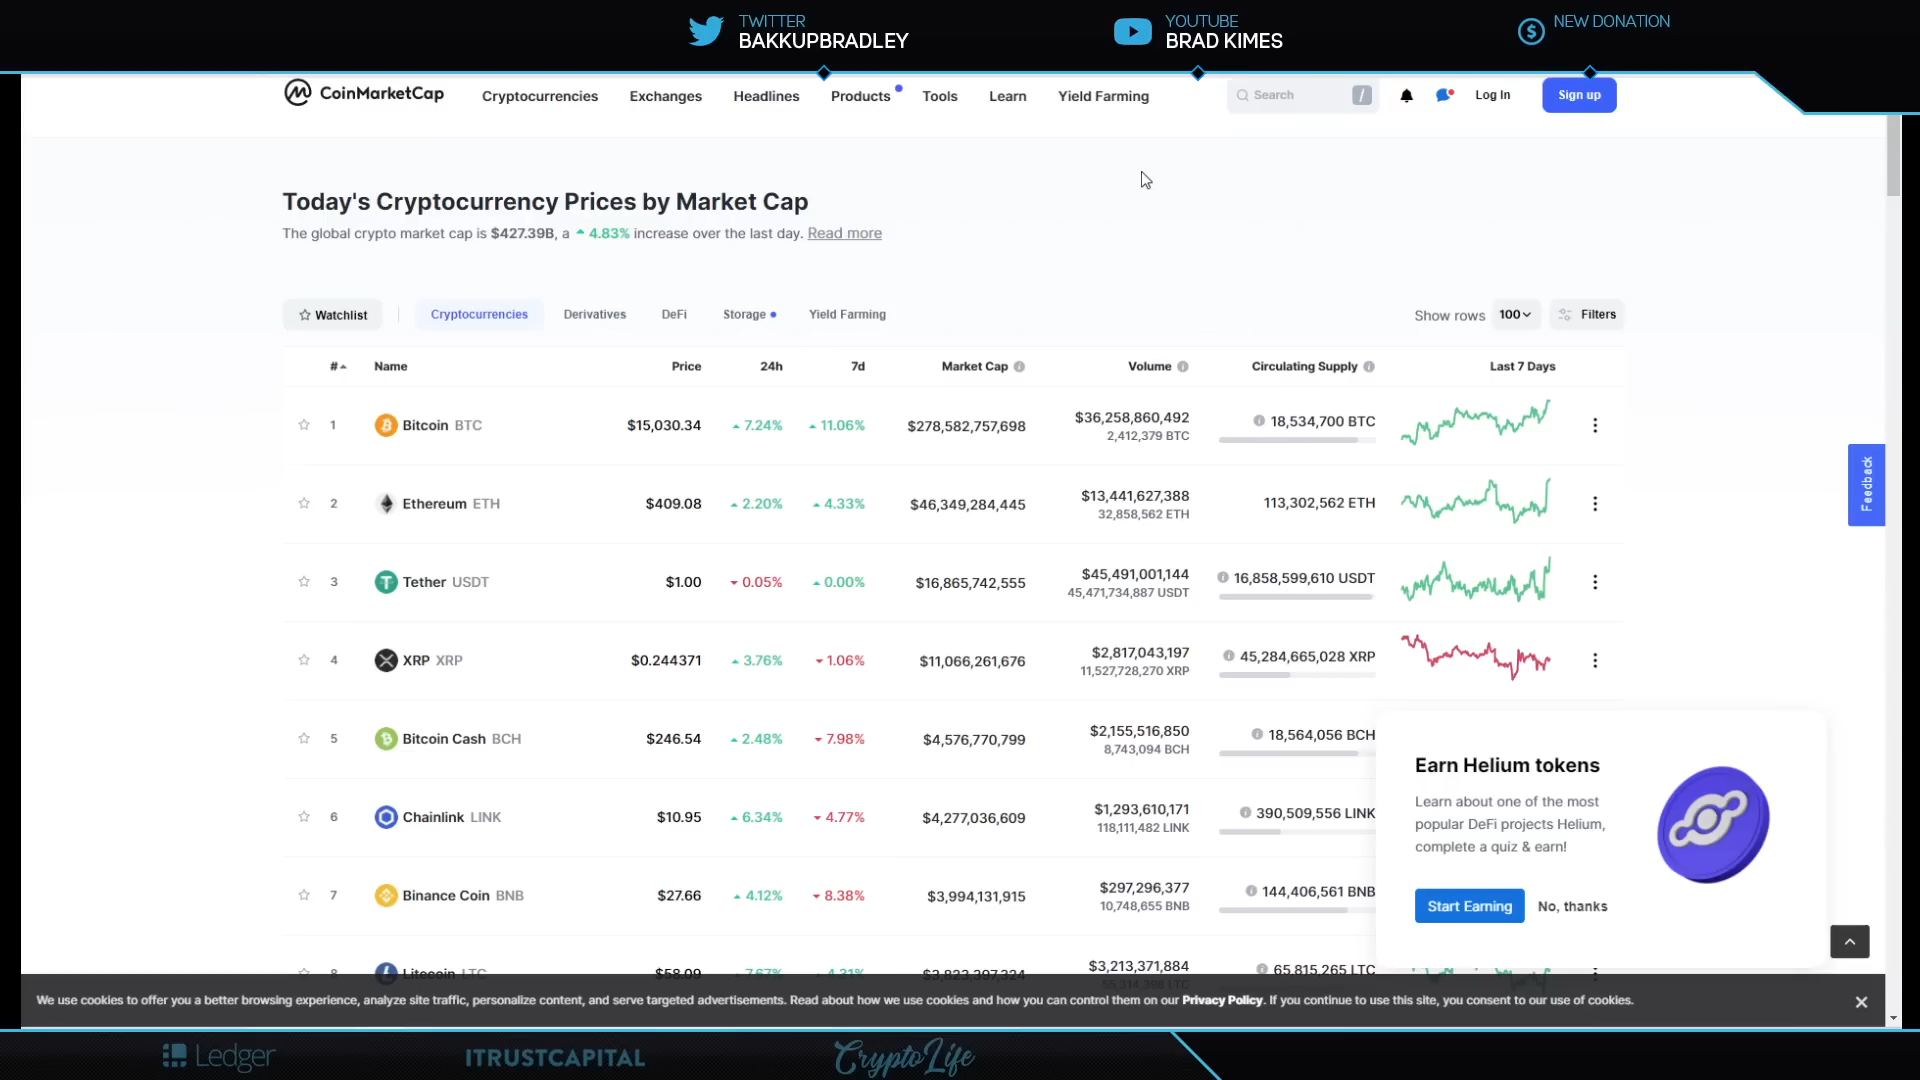 TWITTER
BAKKUPBRADLEY
YOUTUBE
BRAD KIMES
NEW DONATION
CoinMarketCap Cryptocurrencies Exchanges Headlines Products Tools Learn Yield Farming Search / Log In Sign up
Today's Cryptocurrency Prices by Market Cap
The global crypto market cap is $427.39B, a 4.83% increase over the last day. Read more
Watchlist Cryptocurrencies Derivatives DeFi Storage Yield Farming Show rows 100 Filters
# Name Price 24h 7d Market Cap Volume Circulating Supply Last 7 Days
1 Bitcoin BTC $15,030.34 7.24% 11.06% $278,582,757,698 $36,258,860,492 18,534,700 BTC
2,412,379 BTC
2 Ethereum ETH $409.08 2.20% 4.33% $46,349,284,445 $13,441,627,388 113,302,562 ETH
32,858,562 ETH
Feedback
3 Tether USDT $1.00 0.05% 0.00% $16,865,742,555 $45,491,001,144 16,858,599,610 USDT
45,471,734,887 USDT
4 XRP XRP $0.244371 3.76% 1.06% $11,066,261,676 $2,817,043,197 45,284,665,028 XRP
11,527,728,270 XRP
5 Bitcoin Cash BCH $246.54 2.48% 7.98% $4,576,770,799 $2,155,516,850 18,564,056 BCH
8,743,094 BCH
6 Chainlink LINK $10.95 6.34% 4.77% $4,277,036,609 $1,293,610,171 390,509,556 LINK
118,111,482 LINK
7 Binance Coin BNB $27.66 4.12% 8.38% $3,994,131,915 $297,296,377 144,406,561 BNB
10,748,655 BNB
8 Litecoin LTC $58.09 7.67% 4.31% $3,823,397,324 $3,213,371,884 65,815,265 LTC
Earn Helium tokens
Learn about one of the most
popular DeFi projects Helium,
complete a quiz & earn!
Start Earning No, thanks
We use cookies to offer you a better browsing experience, analyze site traffic, personalize content, and serve targeted advertisements. Read about how we use cookies and how you can control them on our Privacy Policy. If you continue to use this site, you consent to our use of cookies.
Ledger
ITRUSTCAPITAL
CryptoLife